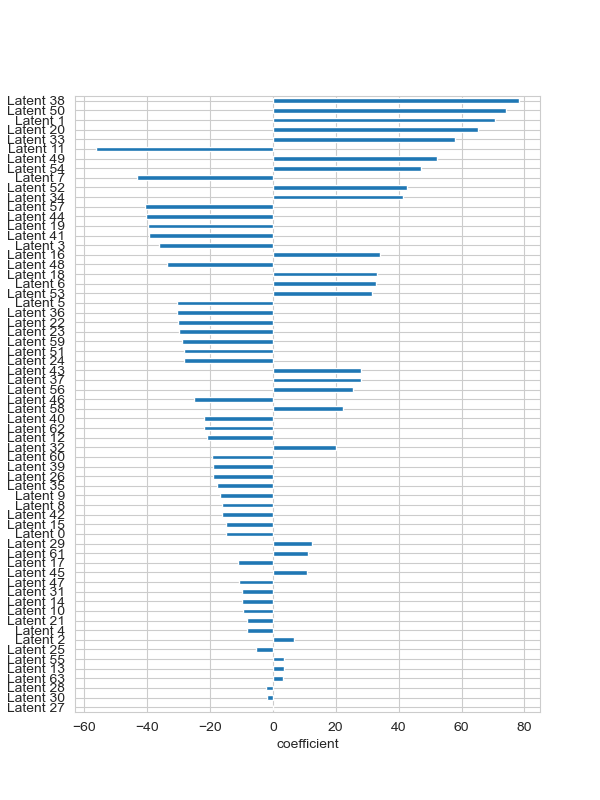 Latent 38
Latent 50
Latent 1
Latent 20
Latent 33
Latent 11
Latent 49
Latent 54
Latent 7
Latent 52
Latent 34
Latent 57
Latent 44
Latent 19
Latent 41
Latent 3
Latent 16
Latent 48
Latent 18
Latent 6
Latent 53
Latent 5
Latent 36
Latent 22
Latent 23
Latent 59
Latent 51
Latent 24
Latent 43
Latent 37
Latent 56
Latent 46
Latent 58
Latent 40
Latent 62
Latent 12
Latent 32
Latent 60
Latent 39
Latent 26
Latent 35
Latent 9
Latent 8
Latent 42
Latent 15
Latent 0
Latent 29
Latent 61
Latent 17
Latent 45
Latent 47
Latent 31
Latent 14
Latent 10
Latent 21
Latent 4
Latent 2
Latent 25
Latent 55
Latent 13
Latent 63
Latent 28
Latent 30
Latent 27
−60 −40 −20 0 20 40 60 80
coefficient